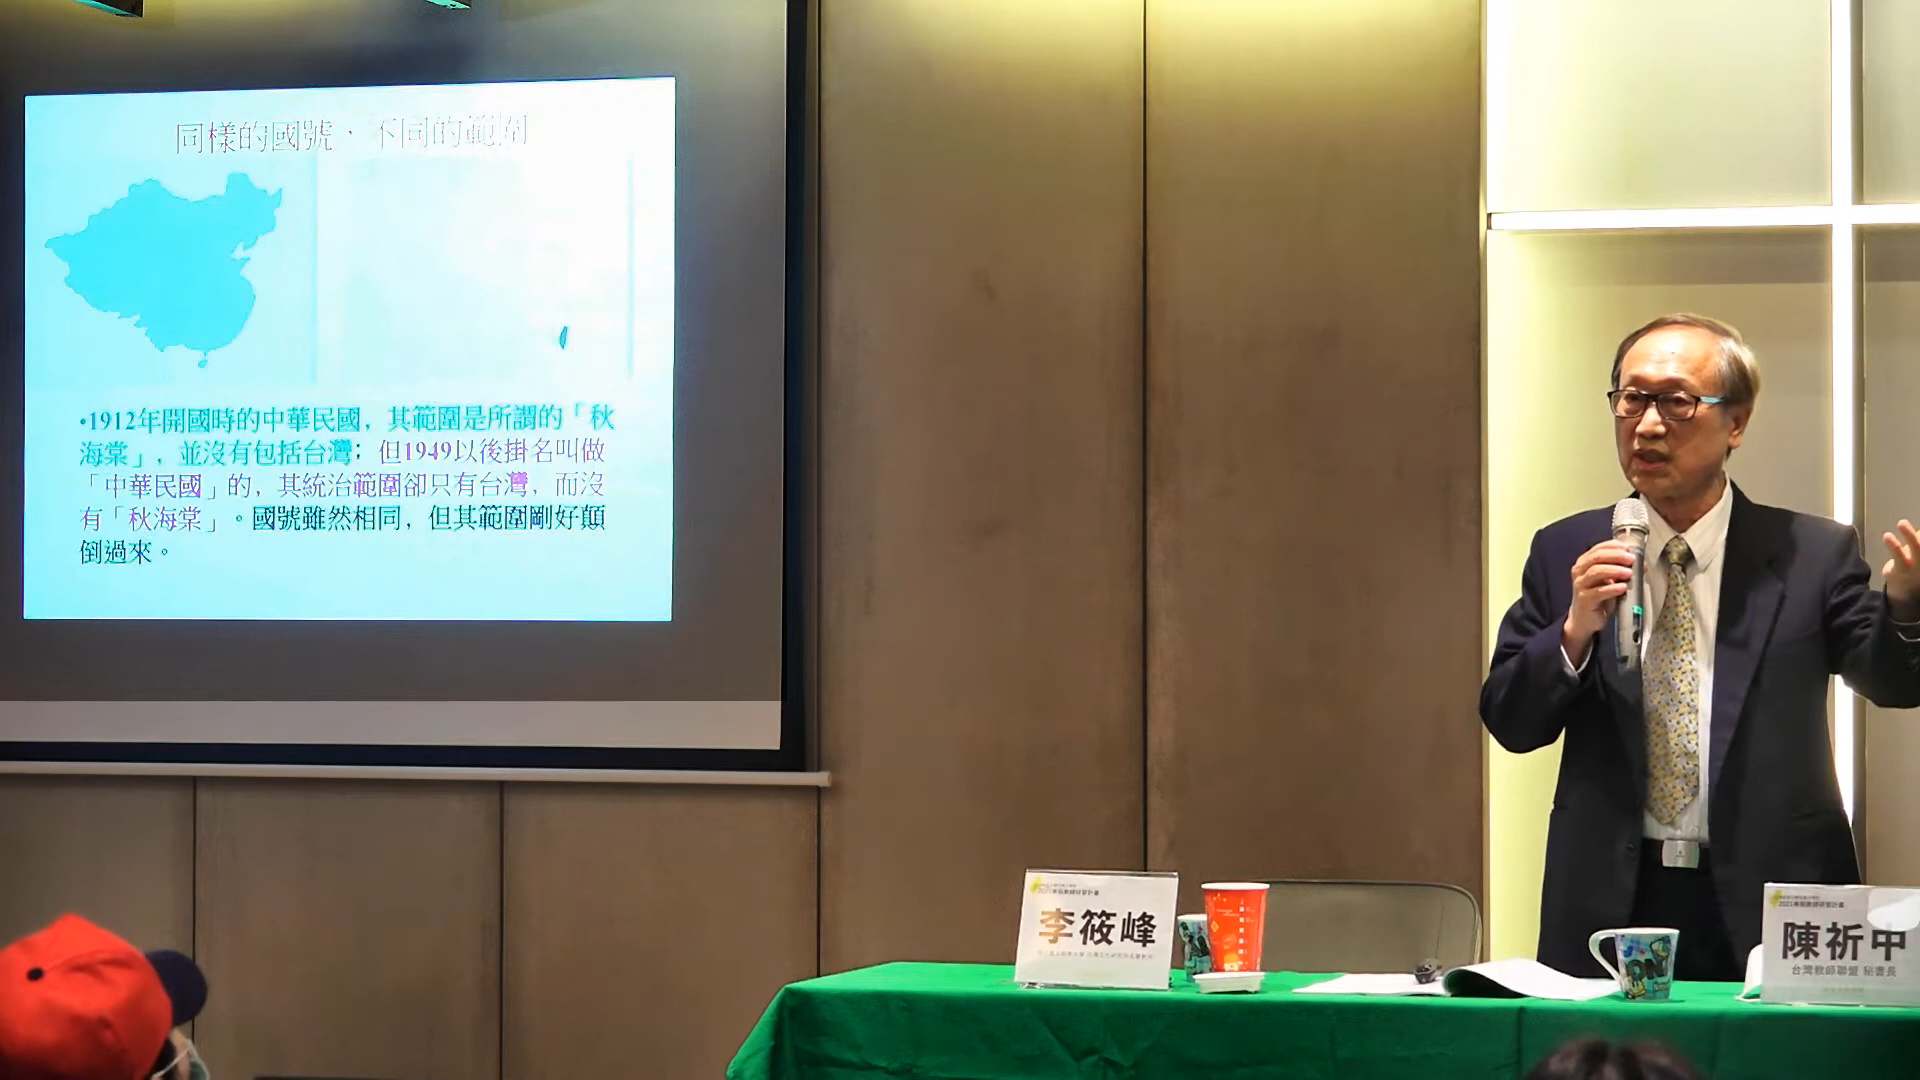 同樣的國號，不同的範圍
•1912年開國時的中華民國，其範圍是所謂的「秋
海棠」，並沒有包括台灣；但1949以後掛名叫做
「中華民國」的，其統治範圍卻只有台灣，而沒
有「秋海棠」。國號雖然相同，但其範圍剛好顛
倒過來。
李筱峰
陳祈中
台灣教師聯盟 秘書長